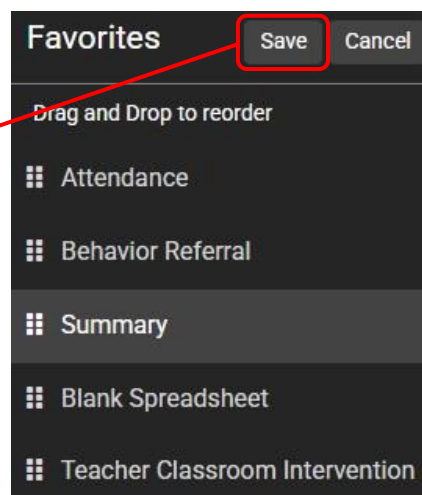 Favorites Save Cancel
Drag and Drop to reorder
Attendance
Behavior Referral
Summary
Blank Spreadsheet
Teacher Classroom Intervention